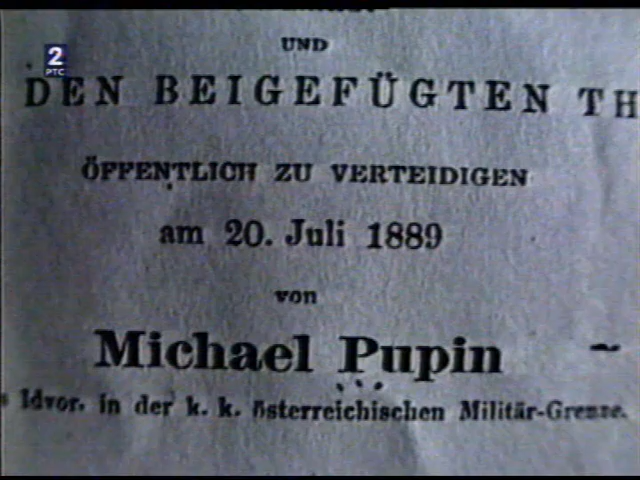 2
PTC
UND
DEN BEIGEFÜGTEN TH
ÖFFENTLICH ZU VERTEIDIGEN
am 20. Juli 1889
von
Michael Pupin
Idvor. in der k. k. österreichischen Militär-Grenze.